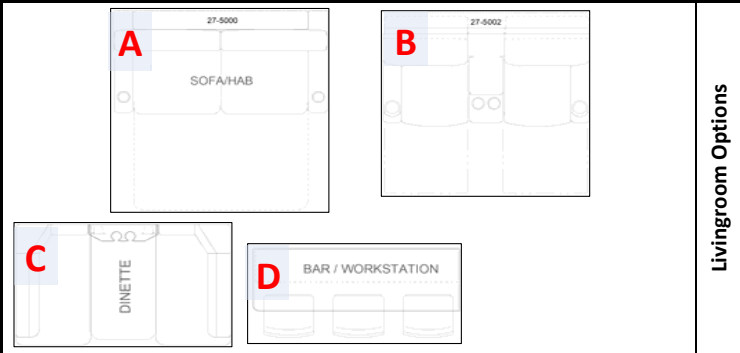 27-5000
A
SOFA/HAB
27-5002
B
C
DINETTE
D
BAR / WORKSTATION
Livingroom Options